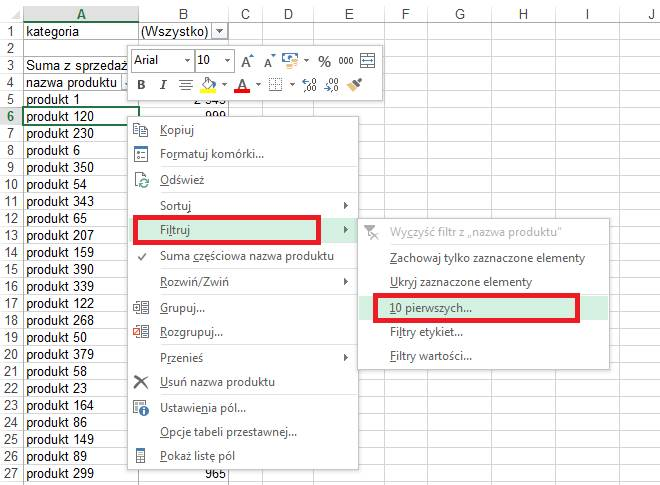 A B C D E F G H I J
1 kategoria (Wszystko)
2
3 Suma z sprzedaż
Arial 10 A A % 000
4 nazwa produktu
B I A ,00 ,0
5 produkt 1 2 545
6 produkt 120 999
7 produkt 230
Kopiuj
8 produkt 6
Formatuj komórki...
9 produkt 350
Odśwież
10 produkt 54
11 produkt 343
Sortuj
12 produkt 65
Filtruj
Wyczyść filtr z „nazwa produktu"
13 produkt 207
Suma częściowa nazwa produktu
Zachowaj tylko zaznaczone elementy
14 produkt 159
15 produkt 390
Rozwiń/Zwiń
Ukryj zaznaczone elementy
16 produkt 339
Grupuj...
10 pierwszych...
17 produkt 122
18 produkt 268
Rozgrupuj...
Filtry etykiet...
19 produkt 50
Przenieś
Filtry wartości...
20 produkt 379
21 produkt 58
Usuń nazwa produktu
22 produkt 23
23 produkt 164
Ustawienia pól...
24 produkt 86
Opcje tabeli przestawnej...
25 produkt 149
26 produkt 89
Pokaż listę pól
27 produkt 299 965